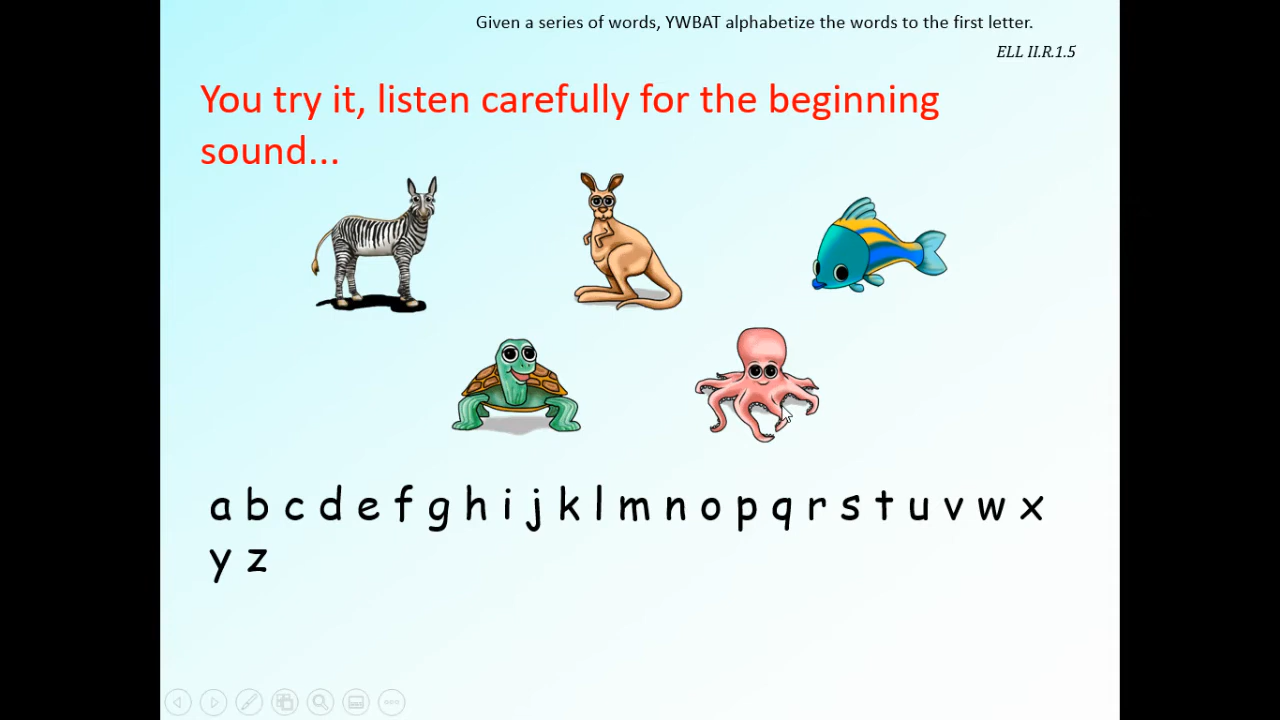 Given a series of words, YWBAT alphabetize the words to the first letter.
ELL II.R.1.5
You try it, listen carefully for the beginning
sound...
a b c d e f g h i j k l m n o p q r s t u v w x
y z